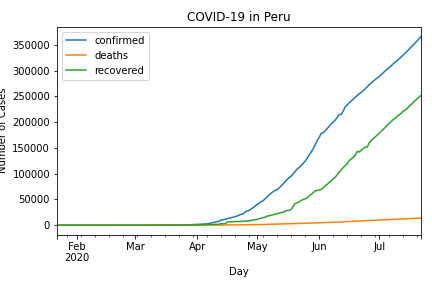 COVID-19 in Peru
confirmed
deaths
recovered
350000
300000
250000
200000
150000
100000
50000
0
Number of Cases
Feb
2020
Mar
Apr
May
Jun
Jul
Day